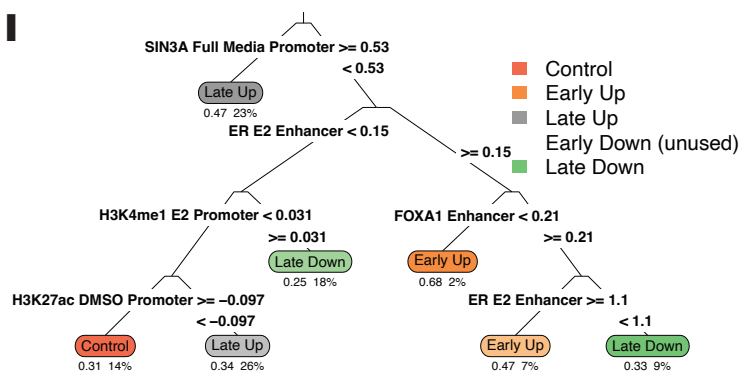 I
SIN3A Full Media Promoter >= 0.53
< 0.53
Control
Early Up
Late Up
Early Down (unused)
Late Down
Late Up
0.47 23%
ER E2 Enhancer < 0.15
>= 0.15
H3K4me1 E2 Promoter < 0.031
>= 0.031
FOXA1 Enhancer < 0.21
>= 0.21
Late Down
0.25 18%
Early Up
0.68 2%
H3K27ac DMSO Promoter >= −0.097
< −0.097
ER E2 Enhancer >= 1.1
< 1.1
Control
0.31 14%
Late Up
0.34 26%
Early Up
0.47 7%
Late Down
0.33 9%